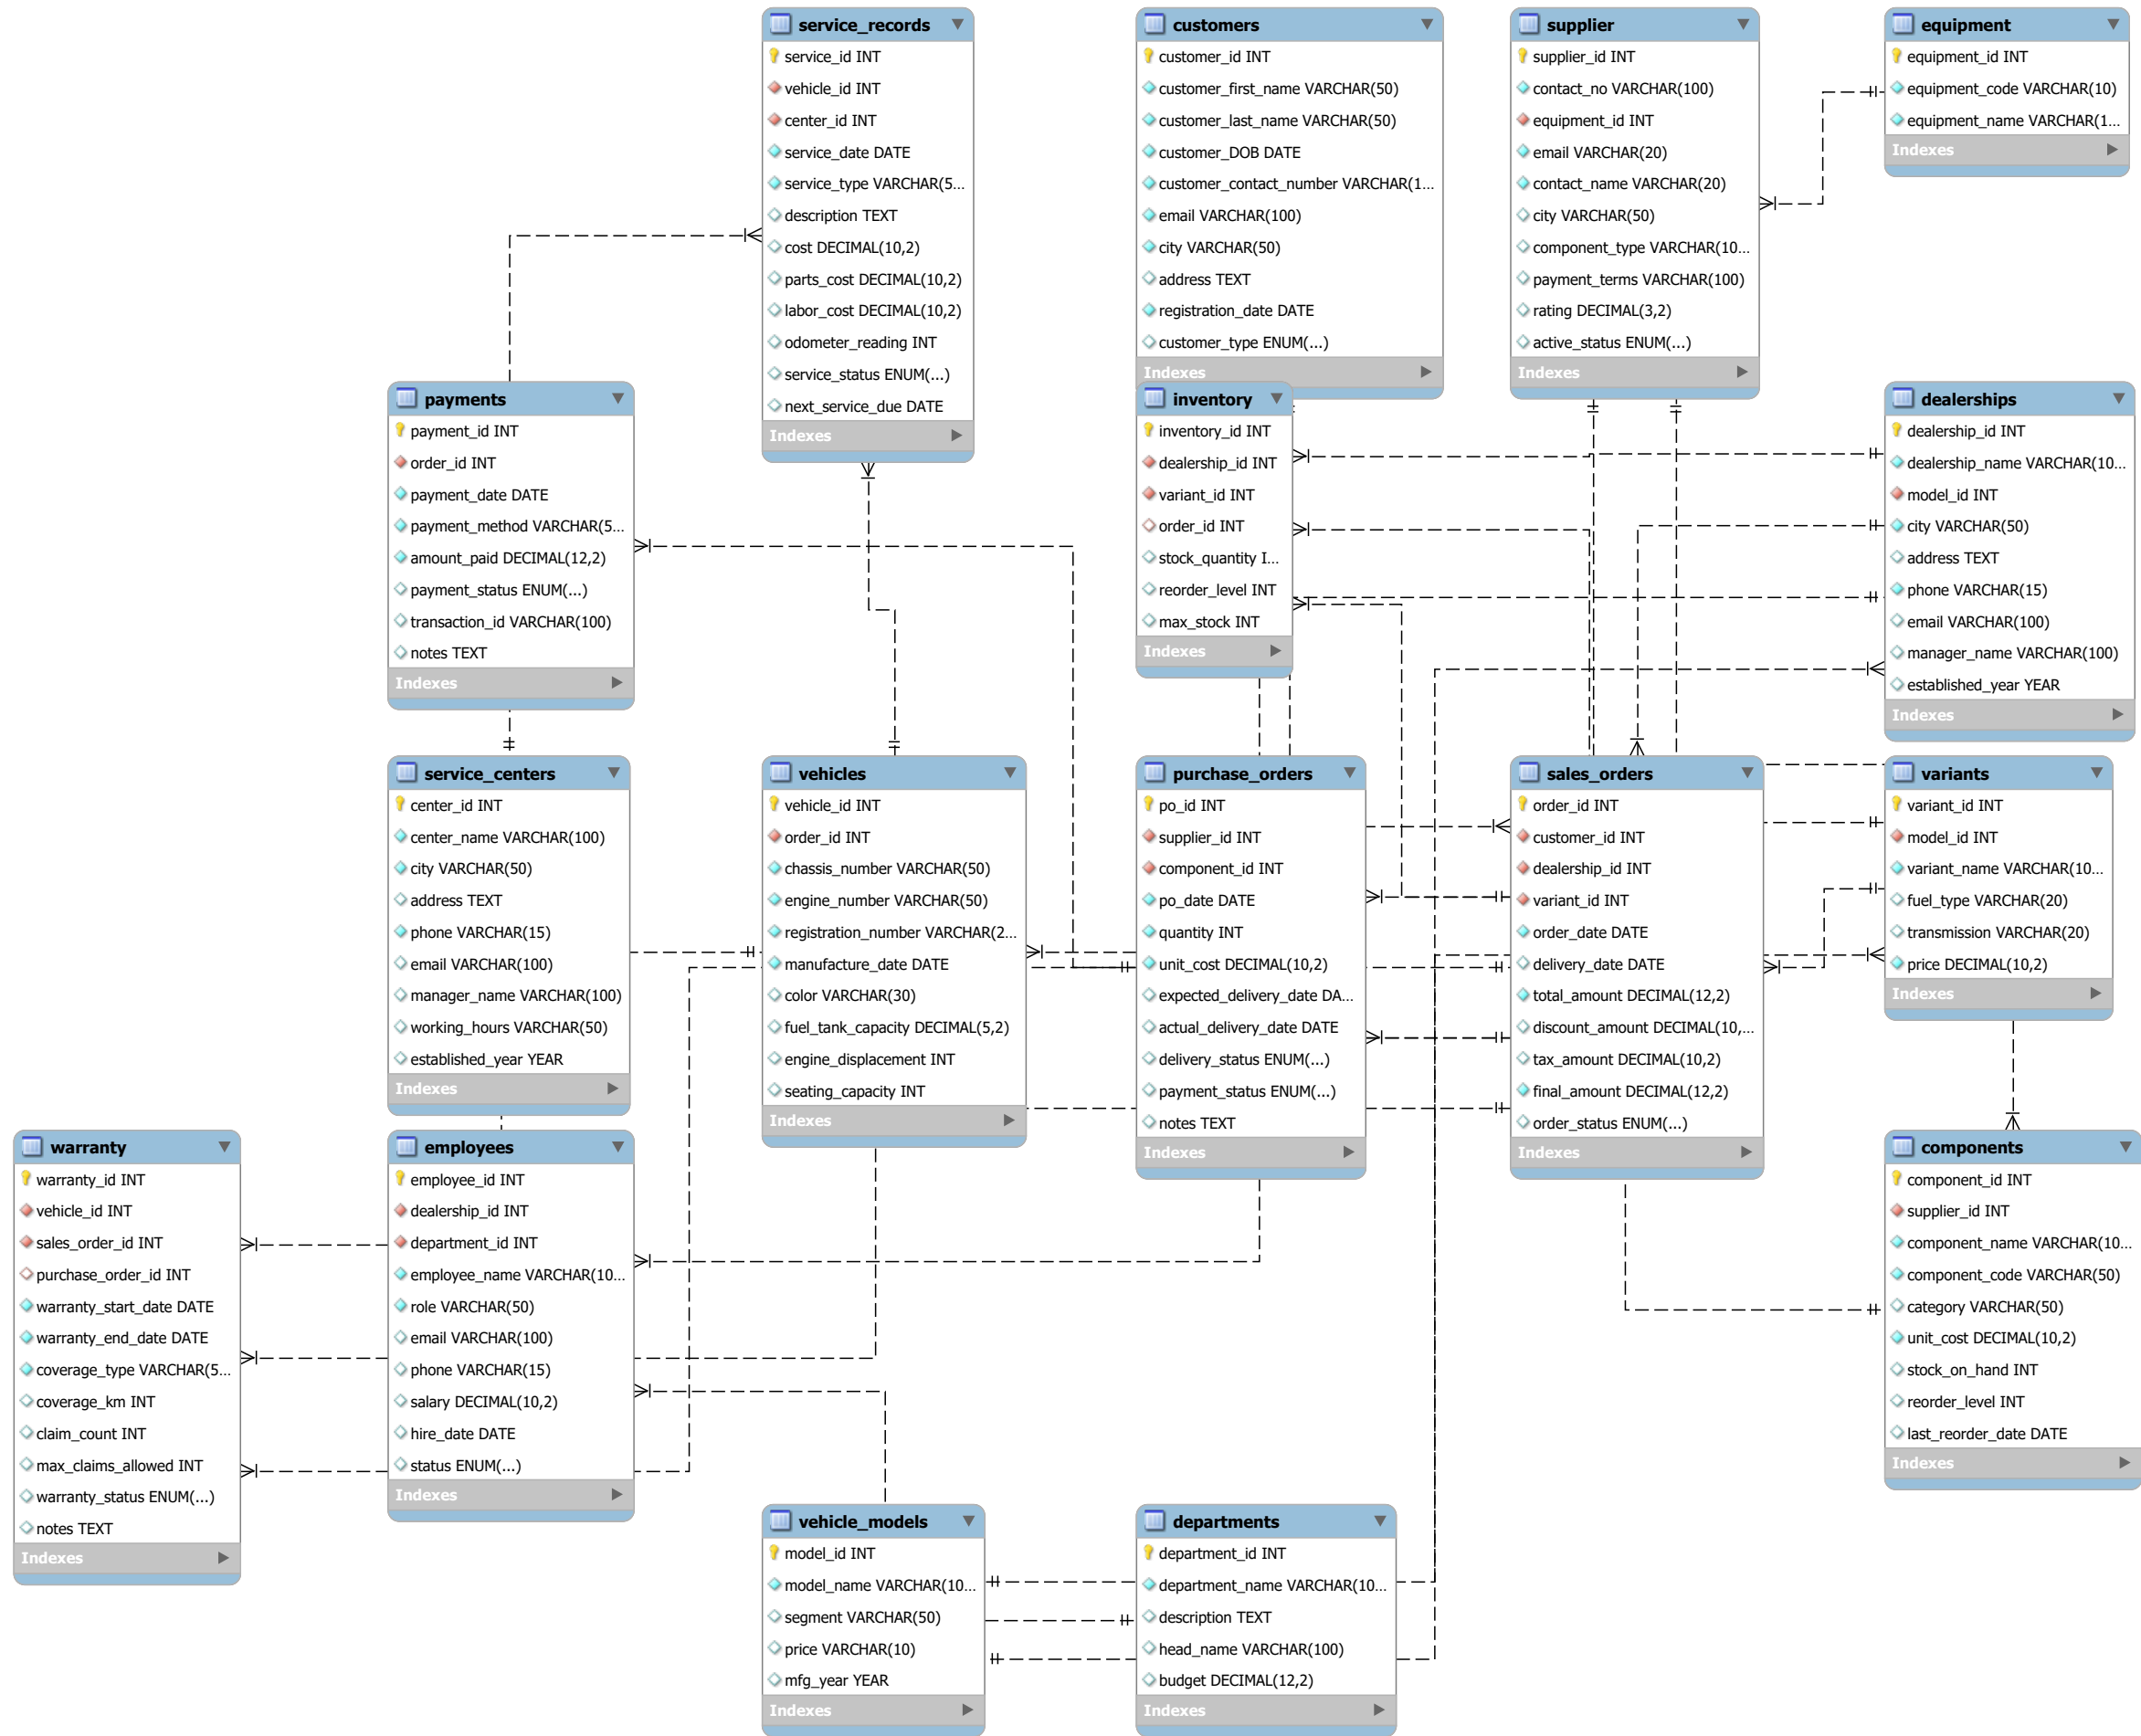 service_records
service_id INT
vehicle_id INT
center_id INT
service_date DATE
service_type VARCHAR(5...
description TEXT
cost DECIMAL(10,2)
parts_cost DECIMAL(10,2)
labor_cost DECIMAL(10,2)
odometer_reading INT
service_status ENUM(...)
next_service_due DATE
Indexes
customers
customer_id INT
customer_first_name VARCHAR(50)
customer_last_name VARCHAR(50)
customer_DOB DATE
customer_contact_number VARCHAR(1...
email VARCHAR(100)
city VARCHAR(50)
address TEXT
registration_date DATE
customer_type ENUM(...)
Indexes
supplier
supplier_id INT
contact_no VARCHAR(100)
equipment_id INT
email VARCHAR(20)
contact_name VARCHAR(20)
city VARCHAR(50)
component_type VARCHAR(10...
payment_terms VARCHAR(100)
rating DECIMAL(3,2)
active_status ENUM(...)
Indexes
equipment
equipment_id INT
equipment_code VARCHAR(10)
equipment_name VARCHAR(1...
Indexes
payments
payment_id INT
order_id INT
payment_date DATE
payment_method VARCHAR(5...
amount_paid DECIMAL(12,2)
payment_status ENUM(...)
transaction_id VARCHAR(100)
notes TEXT
Indexes
inventory
inventory_id INT
dealership_id INT
variant_id INT
order_id INT
stock_quantity I...
reorder_level INT
max_stock INT
Indexes
dealerships
dealership_id INT
dealership_name VARCHAR(10...
model_id INT
city VARCHAR(50)
address TEXT
phone VARCHAR(15)
email VARCHAR(100)
manager_name VARCHAR(100)
established_year YEAR
Indexes
service_centers
center_id INT
center_name VARCHAR(100)
city VARCHAR(50)
address TEXT
phone VARCHAR(15)
email VARCHAR(100)
manager_name VARCHAR(100)
working_hours VARCHAR(50)
established_year YEAR
Indexes
vehicles
vehicle_id INT
order_id INT
chassis_number VARCHAR(50)
engine_number VARCHAR(50)
registration_number VARCHAR(2...
manufacture_date DATE
color VARCHAR(30)
fuel_tank_capacity DECIMAL(5,2)
engine_displacement INT
seating_capacity INT
Indexes
purchase_orders
po_id INT
supplier_id INT
component_id INT
po_date DATE
quantity INT
unit_cost DECIMAL(10,2)
expected_delivery_date DA...
actual_delivery_date DATE
delivery_status ENUM(...)
payment_status ENUM(...)
notes TEXT
Indexes
sales_orders
order_id INT
customer_id INT
dealership_id INT
variant_id INT
order_date DATE
delivery_date DATE
total_amount DECIMAL(12,2)
discount_amount DECIMAL(10,...
tax_amount DECIMAL(10,2)
final_amount DECIMAL(12,2)
order_status ENUM(...)
Indexes
variants
variant_id INT
model_id INT
variant_name VARCHAR(10...
fuel_type VARCHAR(20)
transmission VARCHAR(20)
price DECIMAL(10,2)
Indexes
warranty
warranty_id INT
vehicle_id INT
sales_order_id INT
purchase_order_id INT
warranty_start_date DATE
warranty_end_date DATE
coverage_type VARCHAR(5...
coverage_km INT
claim_count INT
max_claims_allowed INT
warranty_status ENUM(...)
notes TEXT
Indexes
employees
employee_id INT
dealership_id INT
department_id INT
employee_name VARCHAR(10...
role VARCHAR(50)
email VARCHAR(100)
phone VARCHAR(15)
salary DECIMAL(10,2)
hire_date DATE
status ENUM(...)
Indexes
components
component_id INT
supplier_id INT
component_name VARCHAR(10...
component_code VARCHAR(50)
category VARCHAR(50)
unit_cost DECIMAL(10,2)
stock_on_hand INT
reorder_level INT
last_reorder_date DATE
Indexes
vehicle_models
model_id INT
model_name VARCHAR(10...
segment VARCHAR(50)
price VARCHAR(10)
mfg_year YEAR
Indexes
departments
department_id INT
department_name VARCHAR(10...
description TEXT
head_name VARCHAR(100)
budget DECIMAL(12,2)
Indexes